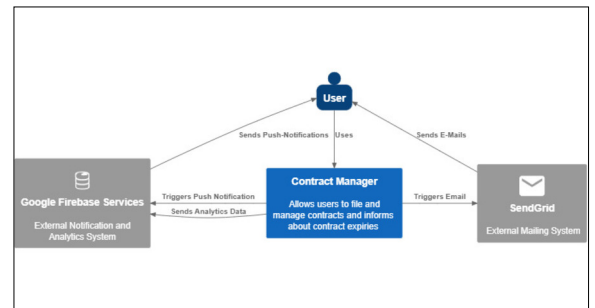 User
Sends Push-Notifications
Uses
Sends E-Mails
Google Firebase Services
External Notification and
Analytics System
Triggers Push Notification
Sends Analytics Data
Contract Manager
Allows users to file and
manage contracts and informs
about contract expiries
Triggers Email
SendGrid
External Mailing System